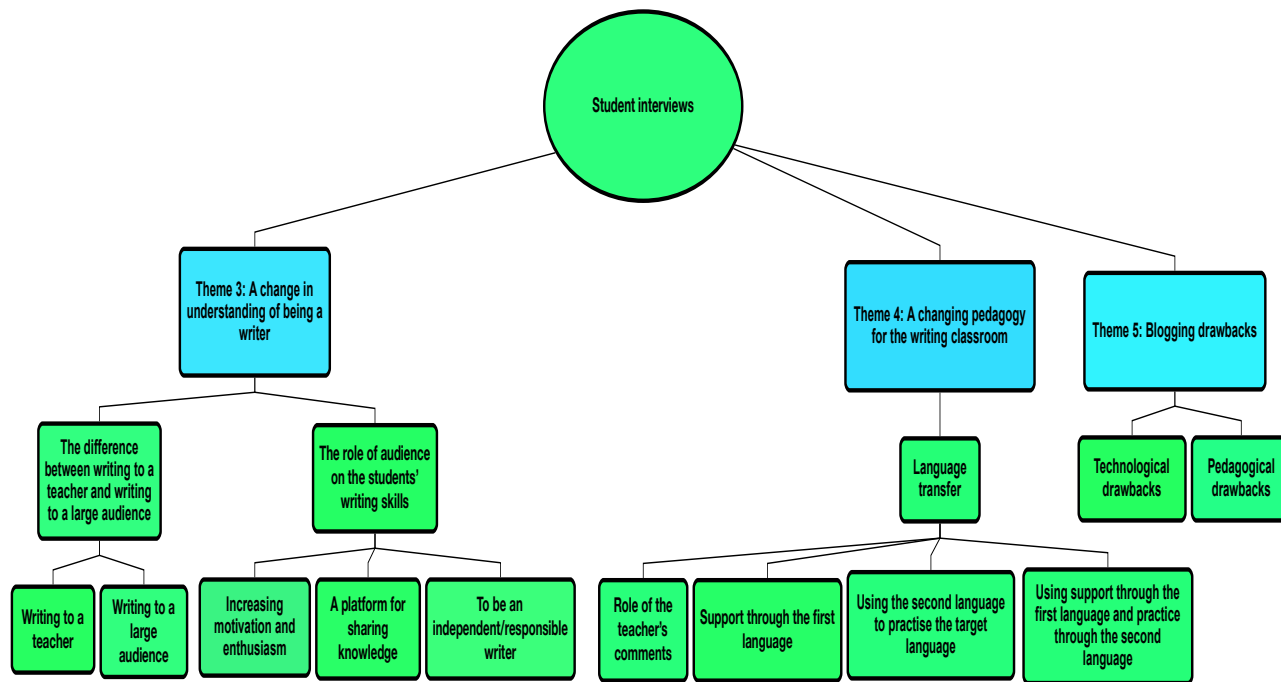 Student interviews
Theme 3: A change in
understanding of being a
writer
Theme 4: A changing pedagogy
for the writing classroom
Theme 5: Blogging drawbacks
The difference
between writing to a
teacher and writing
to a large audience
The role of audience
on the students'
writing skills
Language
transfer
Technological
drawbacks
Pedagogical
drawbacks
Writing to a
teacher
Writing to a
large
audience
Increasing
motivation and
enthusiasm
A platform for
sharing
knowledge
To be an
independent/responsible
writer
Role of the
teacher's
comments
Support through the first
language
Using the second language
to practise the target
language
Using support through the
first language and practice
through the second
language